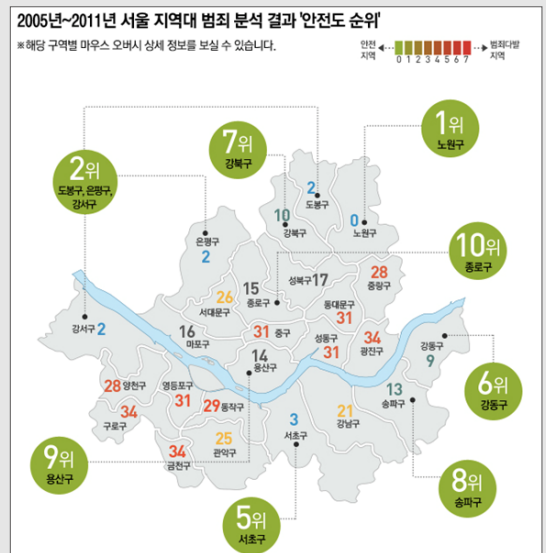 2005년~2011년 서울 지역대 범죄 분석 결과 '안전도 순위'
※해당 구역별 마우스 오버시 상세 정보를 보실 수 있습니다.
안전 지역
0 1 2 3 4 5 6 7
범죄다발 지역
1위
노원구
7위
강북구
2위
도봉구, 은평구,
강서구
2
도봉구
10
강북구
0
노원구
은평구
2
10위
종로구
성북구 17
28
중랑구
15
종로구
26
서대문구
동대문구
31
강서구 2
16
마포구
31 중구
성동구
31
34
광진구
강동구
9
14
용산구
28 양천구
영등포구
31
29 동작구
34
구로구
3
서초구
21
강남구
13
송파구
6위
강동구
25
관악구
34
금천구
9위
용산구
8위
송파구
5위
서초구